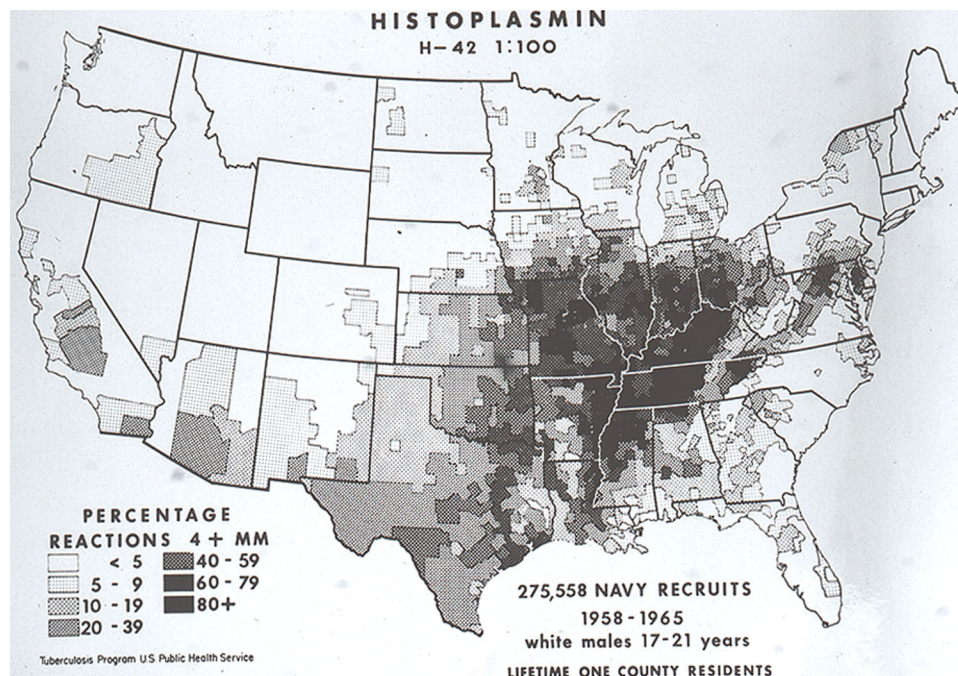 HISTOPLASMIN
H-42 1:100
PERCENTAGE
REACTIONS 4+ MM
< 5
5 - 9
10 - 19
20 - 39
40 - 59
60 - 79
80+
Tuberculosis Program U.S. Public Health Service
275,558 NAVY RECRUITS
1958-1965
white males 17-21 years
LIFETIME ONE COUNTY RESIDENTS